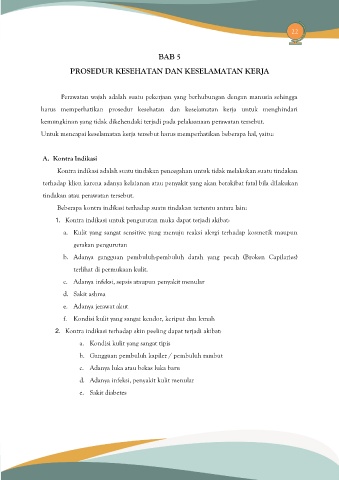 22
BAB 5
PROSEDUR KESEHATAN DAN KESELAMATAN KERJA
Perawatan wajah adalah suatu pekerjaan yang berhubungan dengan manusia sehingga
harus memperhatikan prosedur kesehatan dan keselamatan kerja untuk menghindari
kemungkinan yang tidak dikehendaki terjadi pada pelaksanaan perawatan tersebut.
Untuk mencapai keselamatan kerja tersebut harus memperhatikan beberapa hal, yaitu:
A. Kontra Indikasi
Kontra indikasi adalah suatu tindakan pencegahan untuk tidak melakukan suatu tindakan
terhadap klien karena adanya kelainan atau penyakit yang akan berakibat fatal bila dilakukan
tindakan atau perawatan tersebut.
Beberapa kontra indikasi terhadap suatu tindakan tertentu antara lain:
1. Kontra indikasi untuk pengurutan muka dapat terjadi akibat:
a. Kulit yang sangat sensitive yang menuju reaksi alergi terhadap kosmetik maupun
gerakan pengurutan
b. Adanya gangguan pembuluh-pembuluh darah yang pecah (Broken Capilaries)
terlihat di permukaan kulit.
c. Adanya infeksi, sepsis ataupun penyakit menular
d. Sakit asthma
e. Adanya jerawat akut
f. Kondisi kulit yang sangat kendor, keriput dan lemah
2. Kontra indikasi terhadap skin peeling dapat terjadi akibat:
a. Kondisi kulit yang sangat tipis
b. Gangguan pembuluh kapiler / pembuluh rambut
c. Adanya luka atau bekas luka baru
d. Adanya infeksi, penyakit kulit menular
e. Sakit diabetes